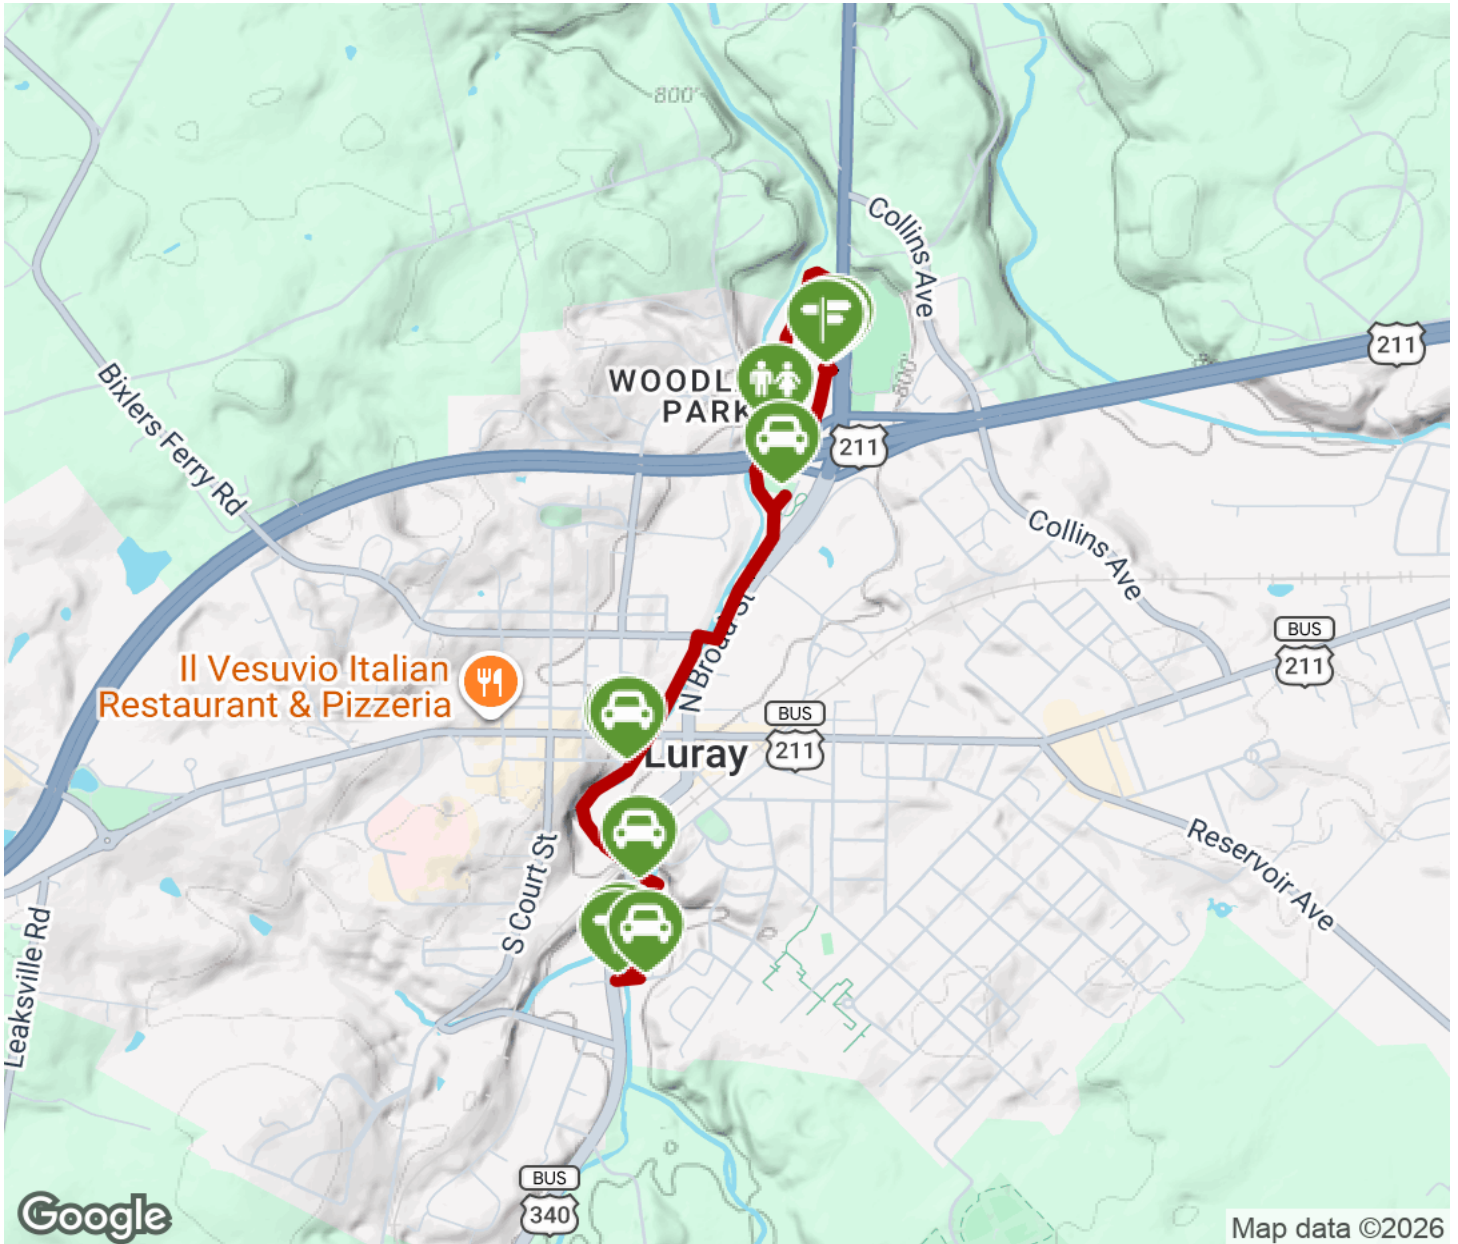 800'
Collins Ave
211
WOODL
PARK
211
Bixlers Ferry Rd
Collins Ave
BUS
211
Il Vesuvio Italian
Restaurant & Pizzeria
N Broad St
BUS
211
Luray
Reservoir Ave
800'
S Court St
Leaksville Rd
BUS
340
Google
Map data ©2026